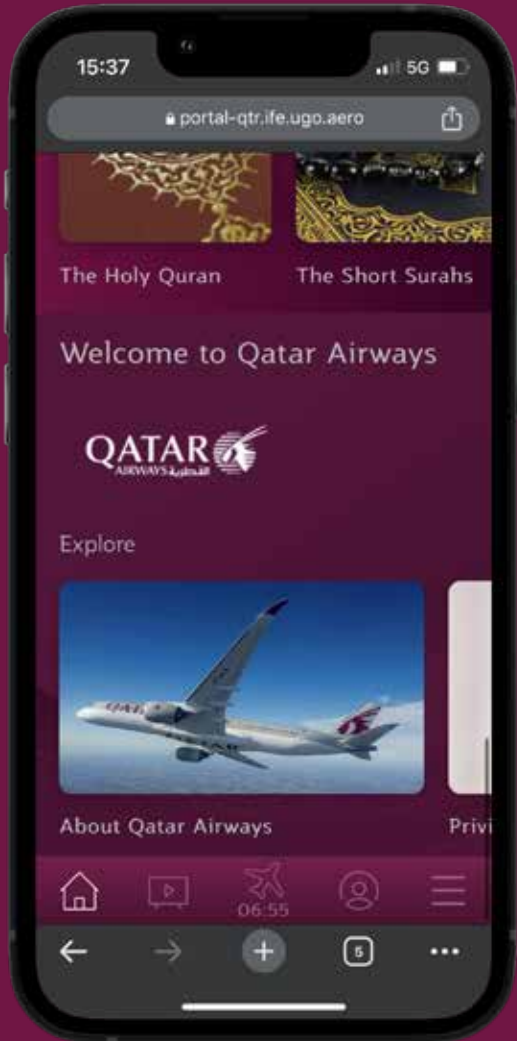 15:37
5G
portal-qtr.ife.ugo.aero
The Holy Quran The Short Surahs
Welcome to Qatar Airways
QATAR
AIRWAYS القطرية
Explore
QATAR
About Qatar Airways Privi
06:55
5